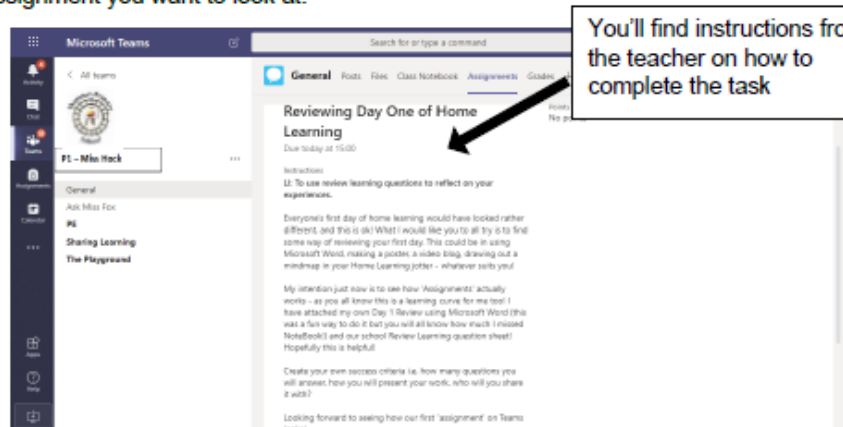 ssignment you want to look at.
You'll find instructions fro
the teacher on how to
complete the task
Microsoft Teams
Search for or type a command
Activity
Chat
Teams
Assignments
Calendar
Apps
Help
< All teams
P1 – Miss Hock
General
Ask Miss Fox
PE
Sharing Learning
The Playground
General Posts Files Class Notebook Assignments Grades
Reviewing Day One of Home
Learning
Due today at 15:00
Points
No po
Instructions
LI: To use review learning questions to reflect on your
experiences.
Everyone's first day of home learning would have looked rather
different, and this is ok! What I would like you to all try is to find
some way of reviewing your first day. This could be in using
Microsoft Word, making a poster, a video blog, drawing out a
mindmap in your Home Learning jotter – whatever suits you!
My intention just now is to see how 'Assignments' actually
works – as you all know this is a learning curve for me too! I
have attached my own Day 1 Review using Microsoft Word (this
was a fun way to do it but you will all know how much I missed
NoteBook!) and our school Review Learning question sheet!
Hopefully this is helpful!
Create your own success criteria i.e. how many questions you
will answer, how you will present your work, who will you share
it with?
Looking forward to seeing how our first 'assignment' on Teams